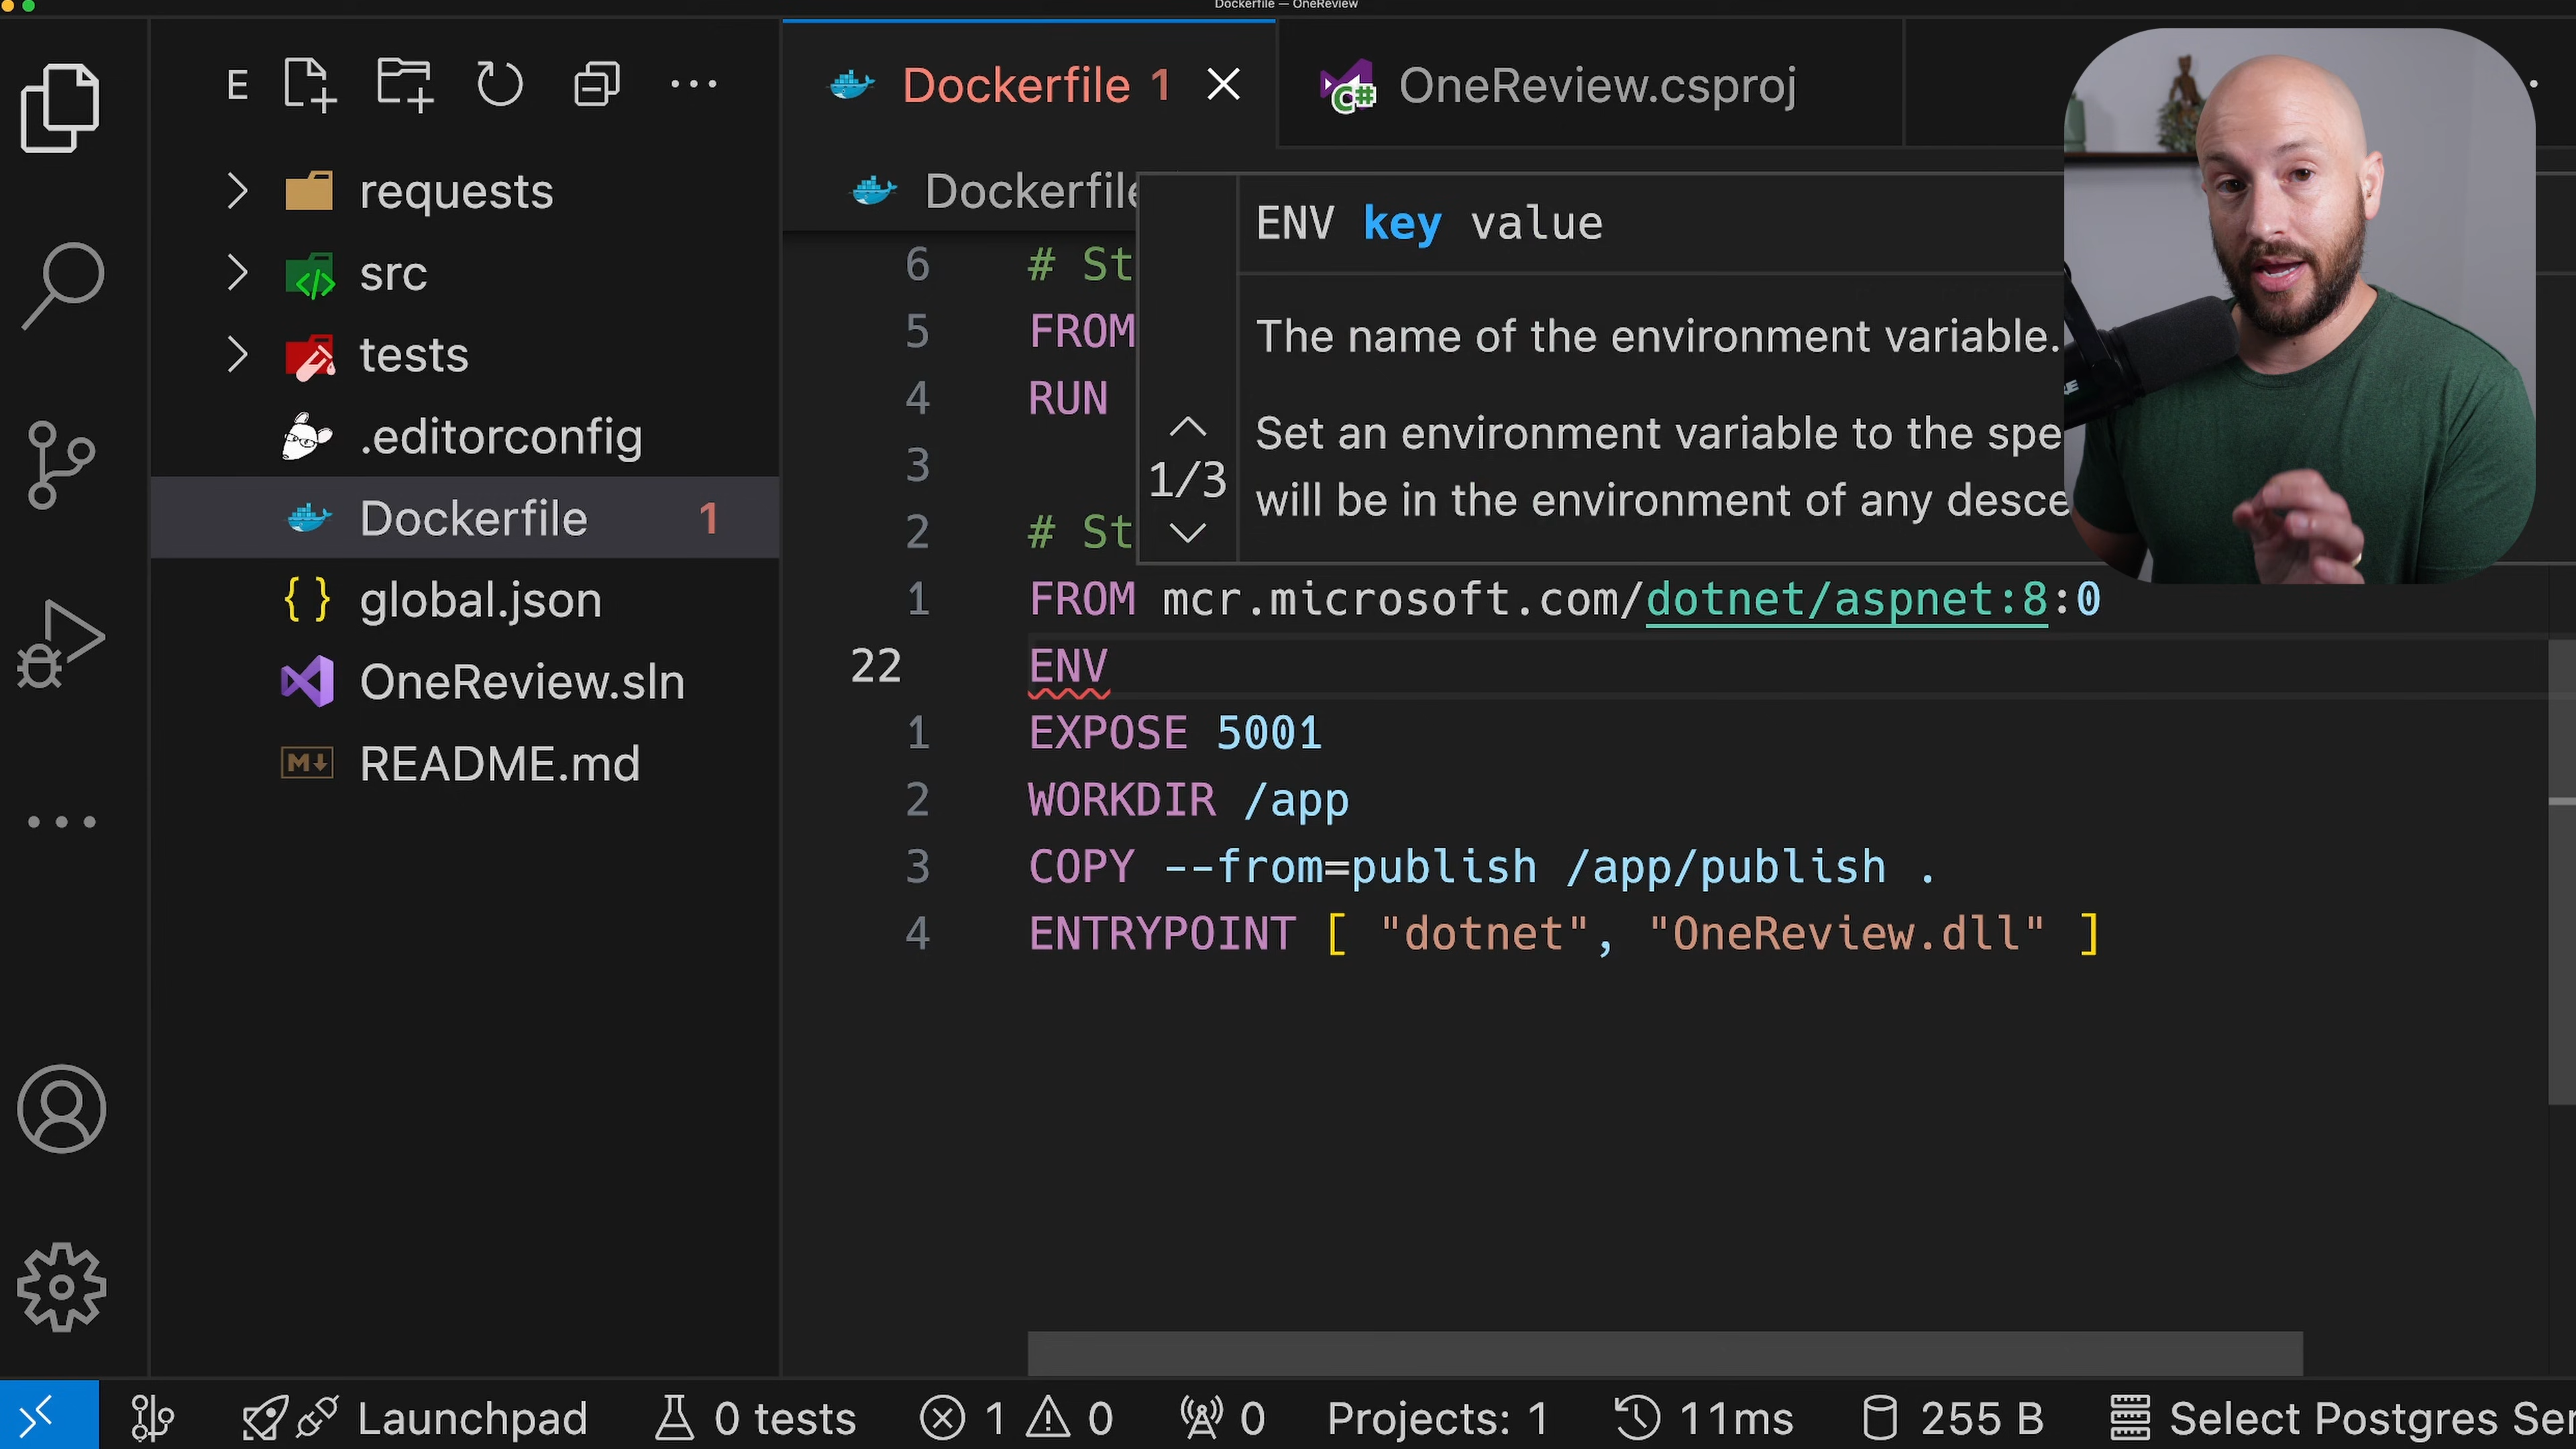 Dockerfile — OneReview
E
Dockerfile 1
OneReview.csproj
requests
src
tests
.editorconfig
Dockerfile 1
global.json
OneReview.sln
README.md
Dockerfile
ENV key value
The name of the environment variable.
Set an environment variable to the spe
will be in the environment of any desce
1/3
6 # St
5 FROM
4 RUN
3
2 # St
1 FROM mcr.microsoft.com/dotnet/aspnet:8:0
22 ENV
1 EXPOSE 5001
2 WORKDIR /app
3 COPY --from=publish /app/publish .
4 ENTRYPOINT [ "dotnet", "OneReview.dll" ]
Launchpad 0 tests 1 0 0 Projects: 1 11ms 255 B Select Postgres Ser